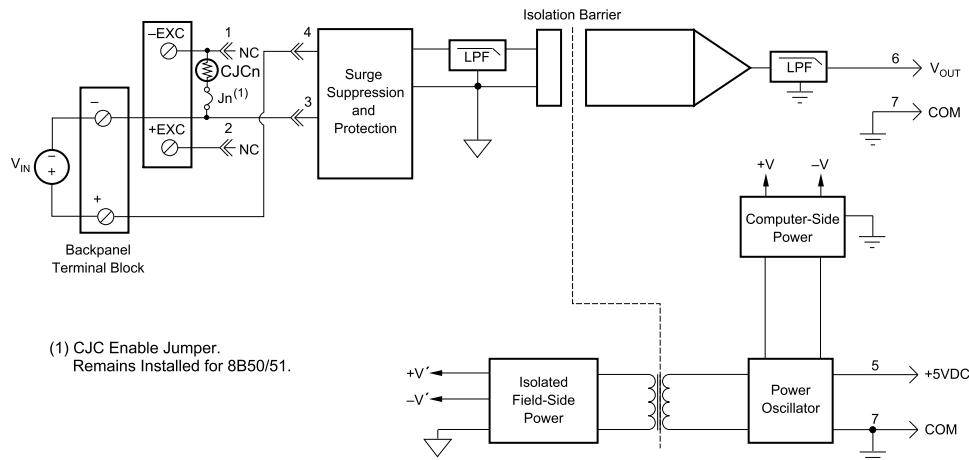 Isolation Barrier
–EXC
1
NC
CJCn
Jn(1)
4
3
Surge
Suppression
and
Protection
LPF
LPF
6
VOUT
7
COM
–
+EXC
2
NC
VIN
–
+
+
Backpanel
Terminal Block
+V
–V
Computer-Side
Power
(1) CJC Enable Jumper.
Remains Installed for 8B50/51.
+V´
–V´
Isolated
Field-Side
Power
Power
Oscillator
5
+5VDC
7
COM